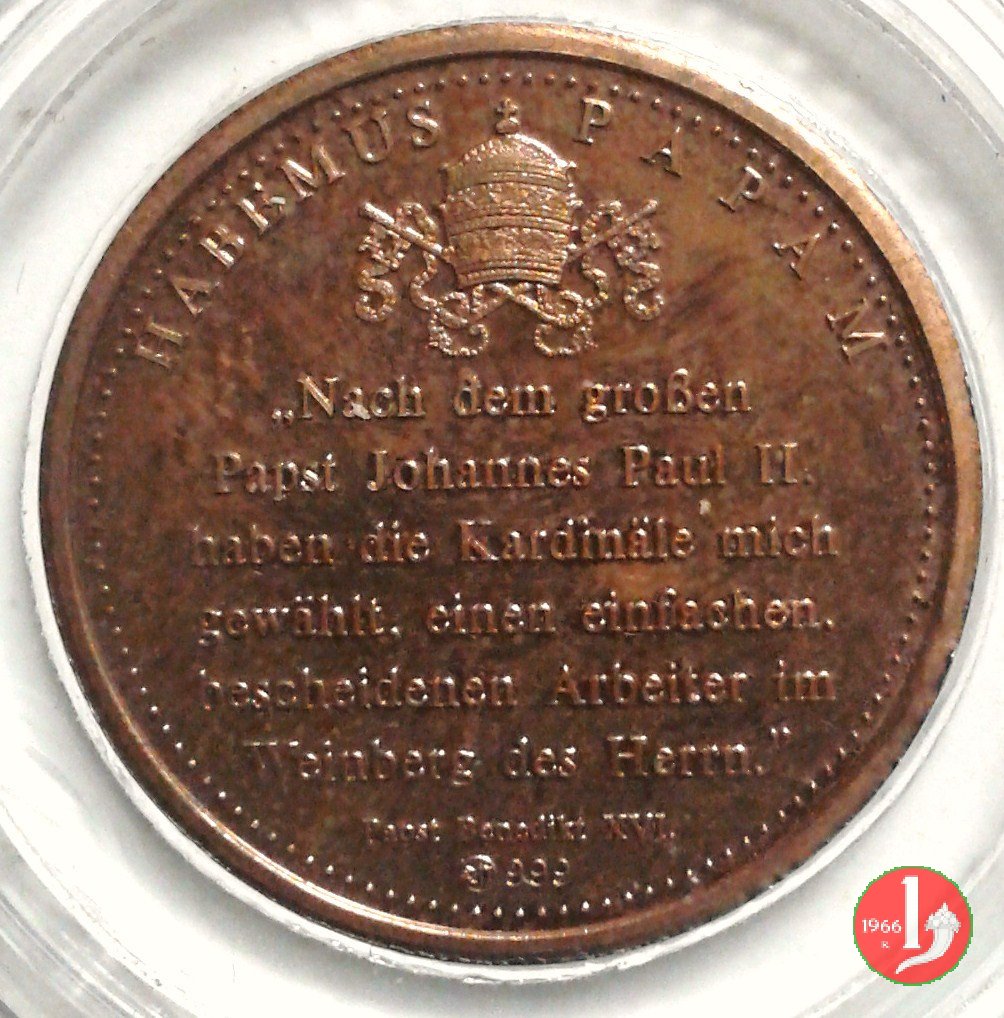 HABEMUS PAPAM
„Nach dem großen
Papst Johannes Paul II.
haben die Kardinäle mich
gewählt, einen einfachen,
bescheidenen Arbeiter im
Weinberg des Herrn.”
Papst Benedikt XVI.
999
1966
R